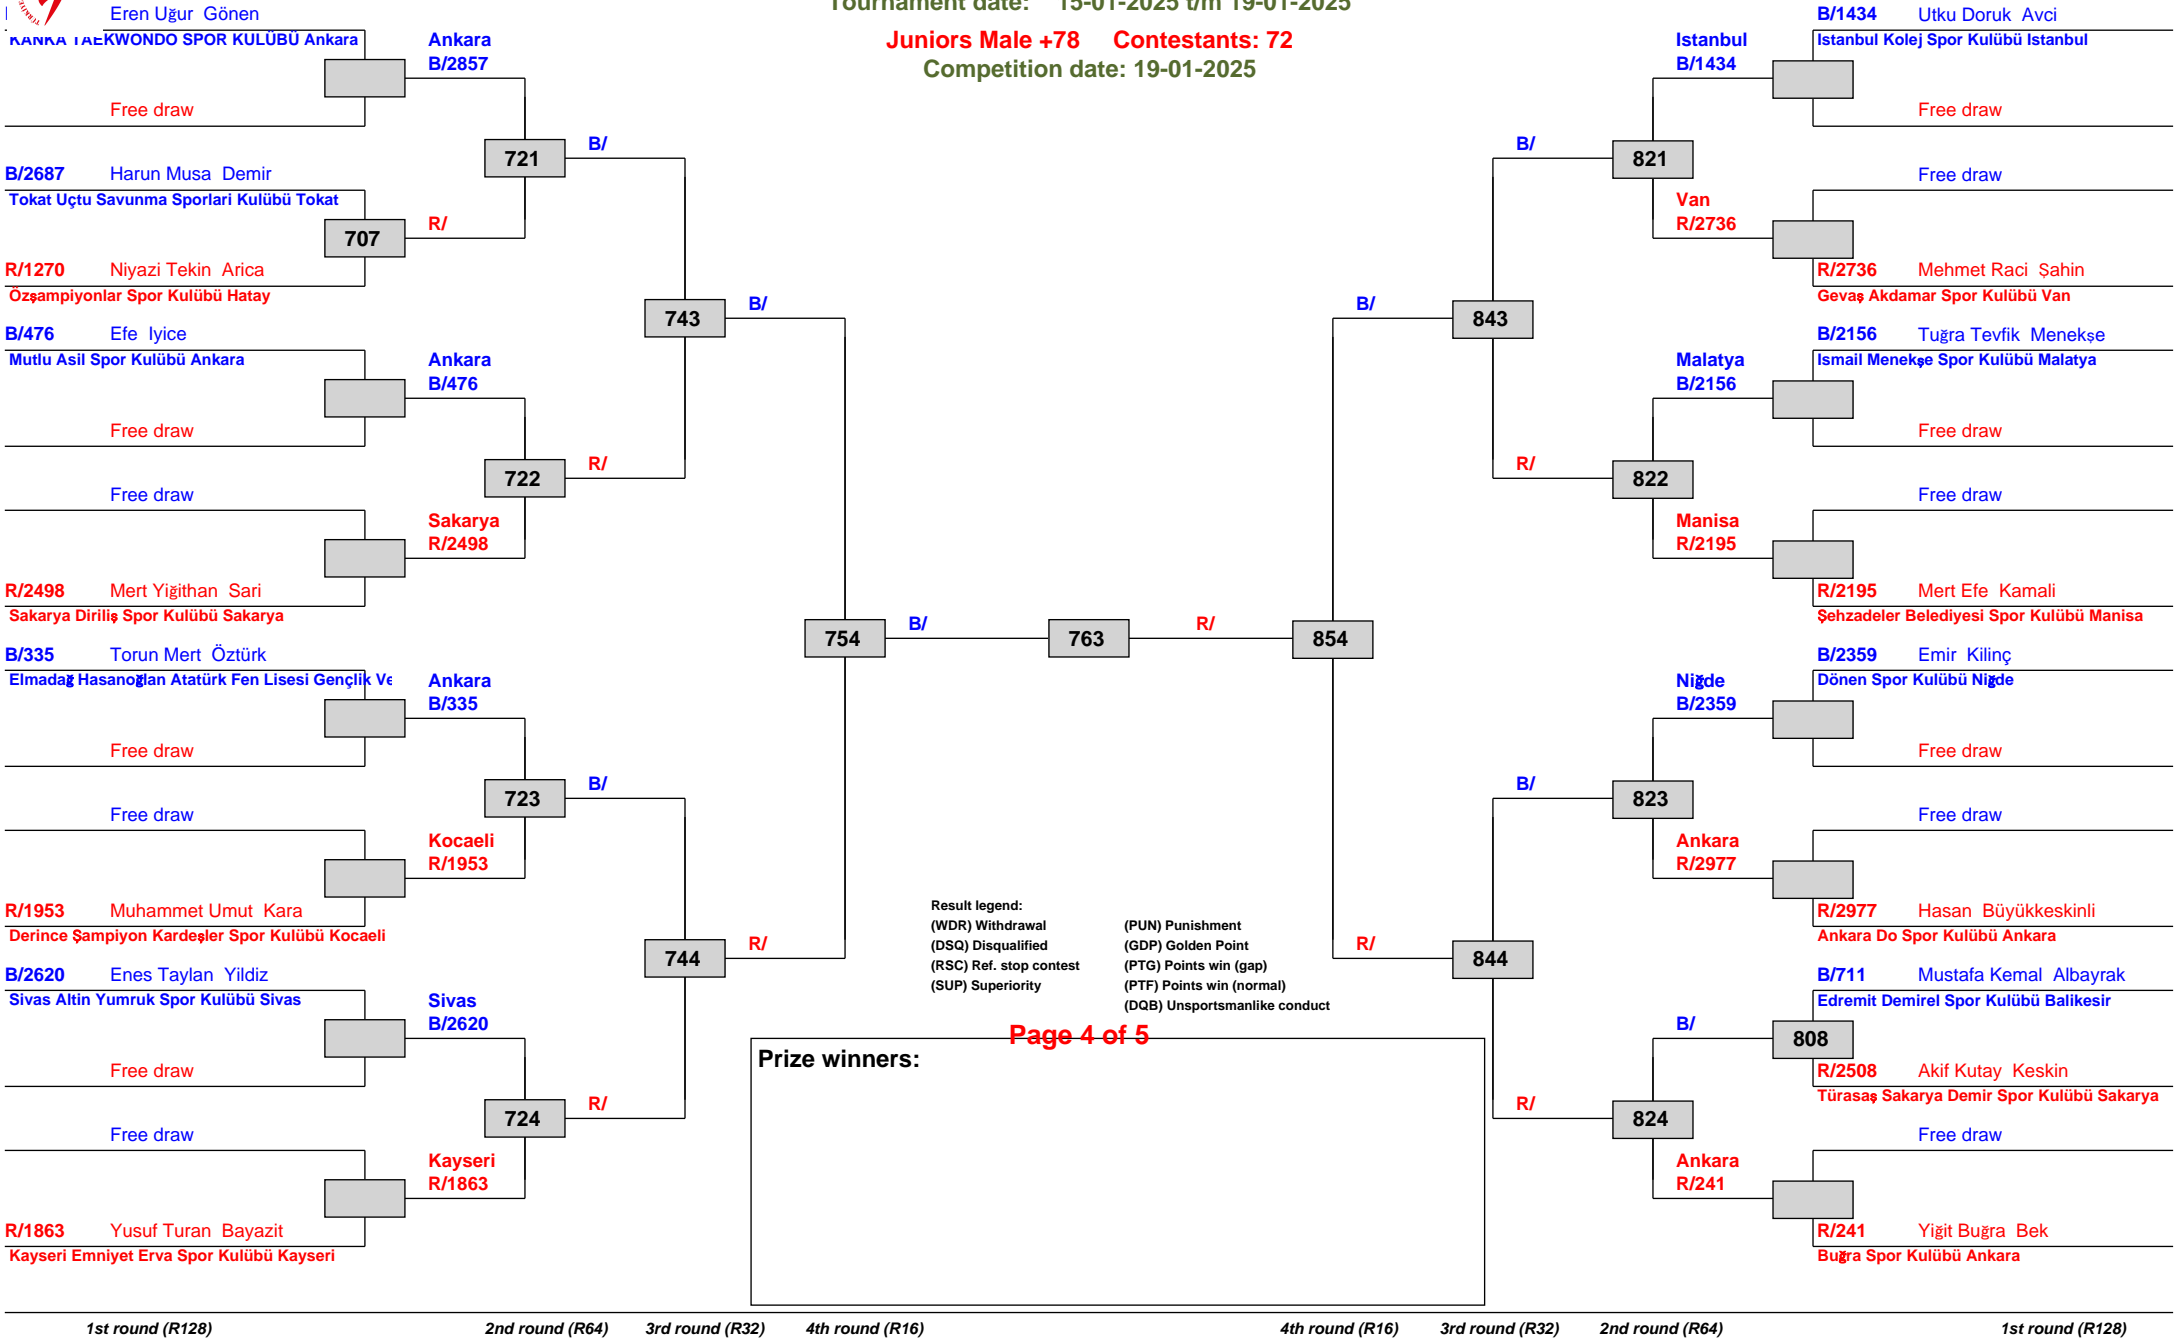 Tournament date: 15-01-2025 t/m 19-01-2025
Juniors Male +78 Contestants: 72
Competition date: 19-01-2025
Eren Uğur Gönen
KANKA TAEKWONDO SPOR KULÜBÜ Ankara
Free draw
B/2687 Harun Musa Demir
Tokat Uçtu Savunma Sporlari Kulübü Tokat
707
R/1270 Niyazi Tekin Arica
Özşampiyonlar Spor Kulübü Hatay
B/476 Efe Iyice
Mutlu Asil Spor Kulübü Ankara
Free draw
Free draw
R/2498 Mert Yiğithan Sari
Sakarya Diriliş Spor Kulübü Sakarya
B/335 Torun Mert Öztürk
Elmadağ Hasanoğlan Atatürk Fen Lisesi Gençlik Ve
Free draw
Free draw
R/1953 Muhammet Umut Kara
Derince Şampiyon Kardeşler Spor Kulübü Kocaeli
B/2620 Enes Taylan Yildiz
Sivas Altin Yumruk Spor Kulübü Sivas
Free draw
Free draw
R/1863 Yusuf Turan Bayazit
Kayseri Emniyet Erva Spor Kulübü Kayseri
Ankara
B/2857
721
R/
Ankara
B/476
722
Sakarya
R/2498
Ankara
B/335
723
Kocaeli
R/1953
Sivas
B/2620
724
Kayseri
R/1863
B/
743
R/
B/
744
R/
B/
754
R/
B/
763
R/
854
B/
R/
B/
843
R/
B/
844
R/
Istanbul
B/1434
821
Van
R/2736
Malatya
B/2156
822
Manisa
R/2195
Niğde
B/2359
823
Ankara
R/2977
B/
824
Ankara
R/241
B/1434 Utku Doruk Avci
Istanbul Kolej Spor Kulübü Istanbul
Free draw
Free draw
R/2736 Mehmet Raci Şahin
Gevaş Akdamar Spor Kulübü Van
B/2156 Tuğra Tevfik Menekşe
Ismail Menekşe Spor Kulübü Malatya
Free draw
Free draw
R/2195 Mert Efe Kamali
Şehzadeler Belediyesi Spor Kulübü Manisa
B/2359 Emir Kilinç
Dönen Spor Kulübü Niğde
Free draw
Free draw
R/2977 Hasan Büyükkeskinli
Ankara Do Spor Kulübü Ankara
B/711 Mustafa Kemal Albayrak
Edremit Demirel Spor Kulübü Balikesir
808
R/2508 Akif Kutay Keskin
Türasaş Sakarya Demir Spor Kulübü Sakarya
Free draw
R/241 Yiğit Buğra Bek
Buğra Spor Kulübü Ankara
Result legend:
(WDR) Withdrawal (PUN) Punishment
(DSQ) Disqualified (GDP) Golden Point
(RSC) Ref. stop contest (PTG) Points win (gap)
(SUP) Superiority (PTF) Points win (normal)
(DQB) Unsportsmanlike conduct
Page 4 of 5
Prize winners:
1st round (R128) 2nd round (R64) 3rd round (R32) 4th round (R16) 4th round (R16) 3rd round (R32) 2nd round (R64) 1st round (R128)